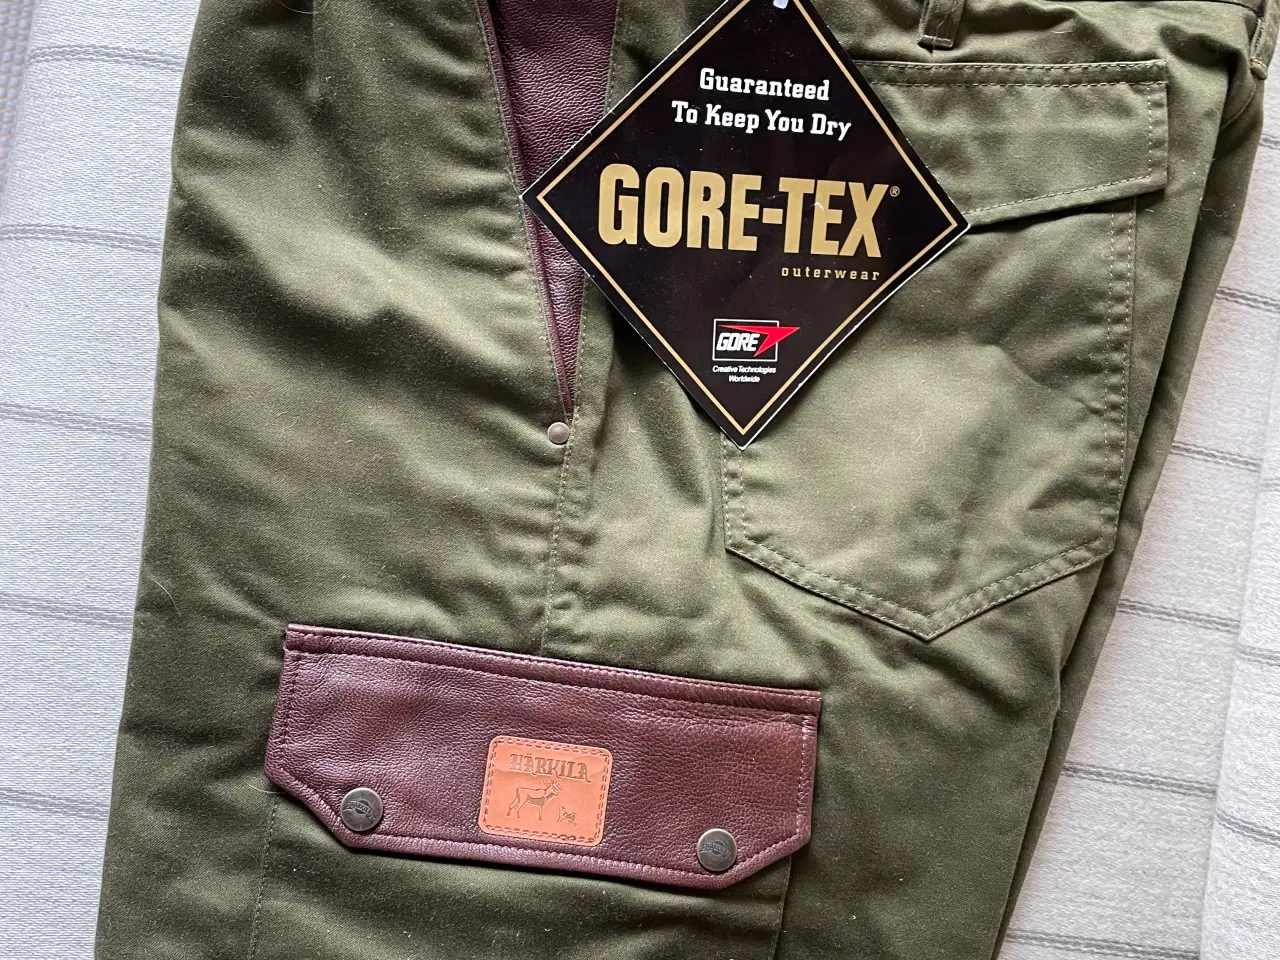 Guaranteed
To Keep You Dry
GORE-TEX®
outerwear
GORE
Creative Technologies
Worldwide
HÄRKILA